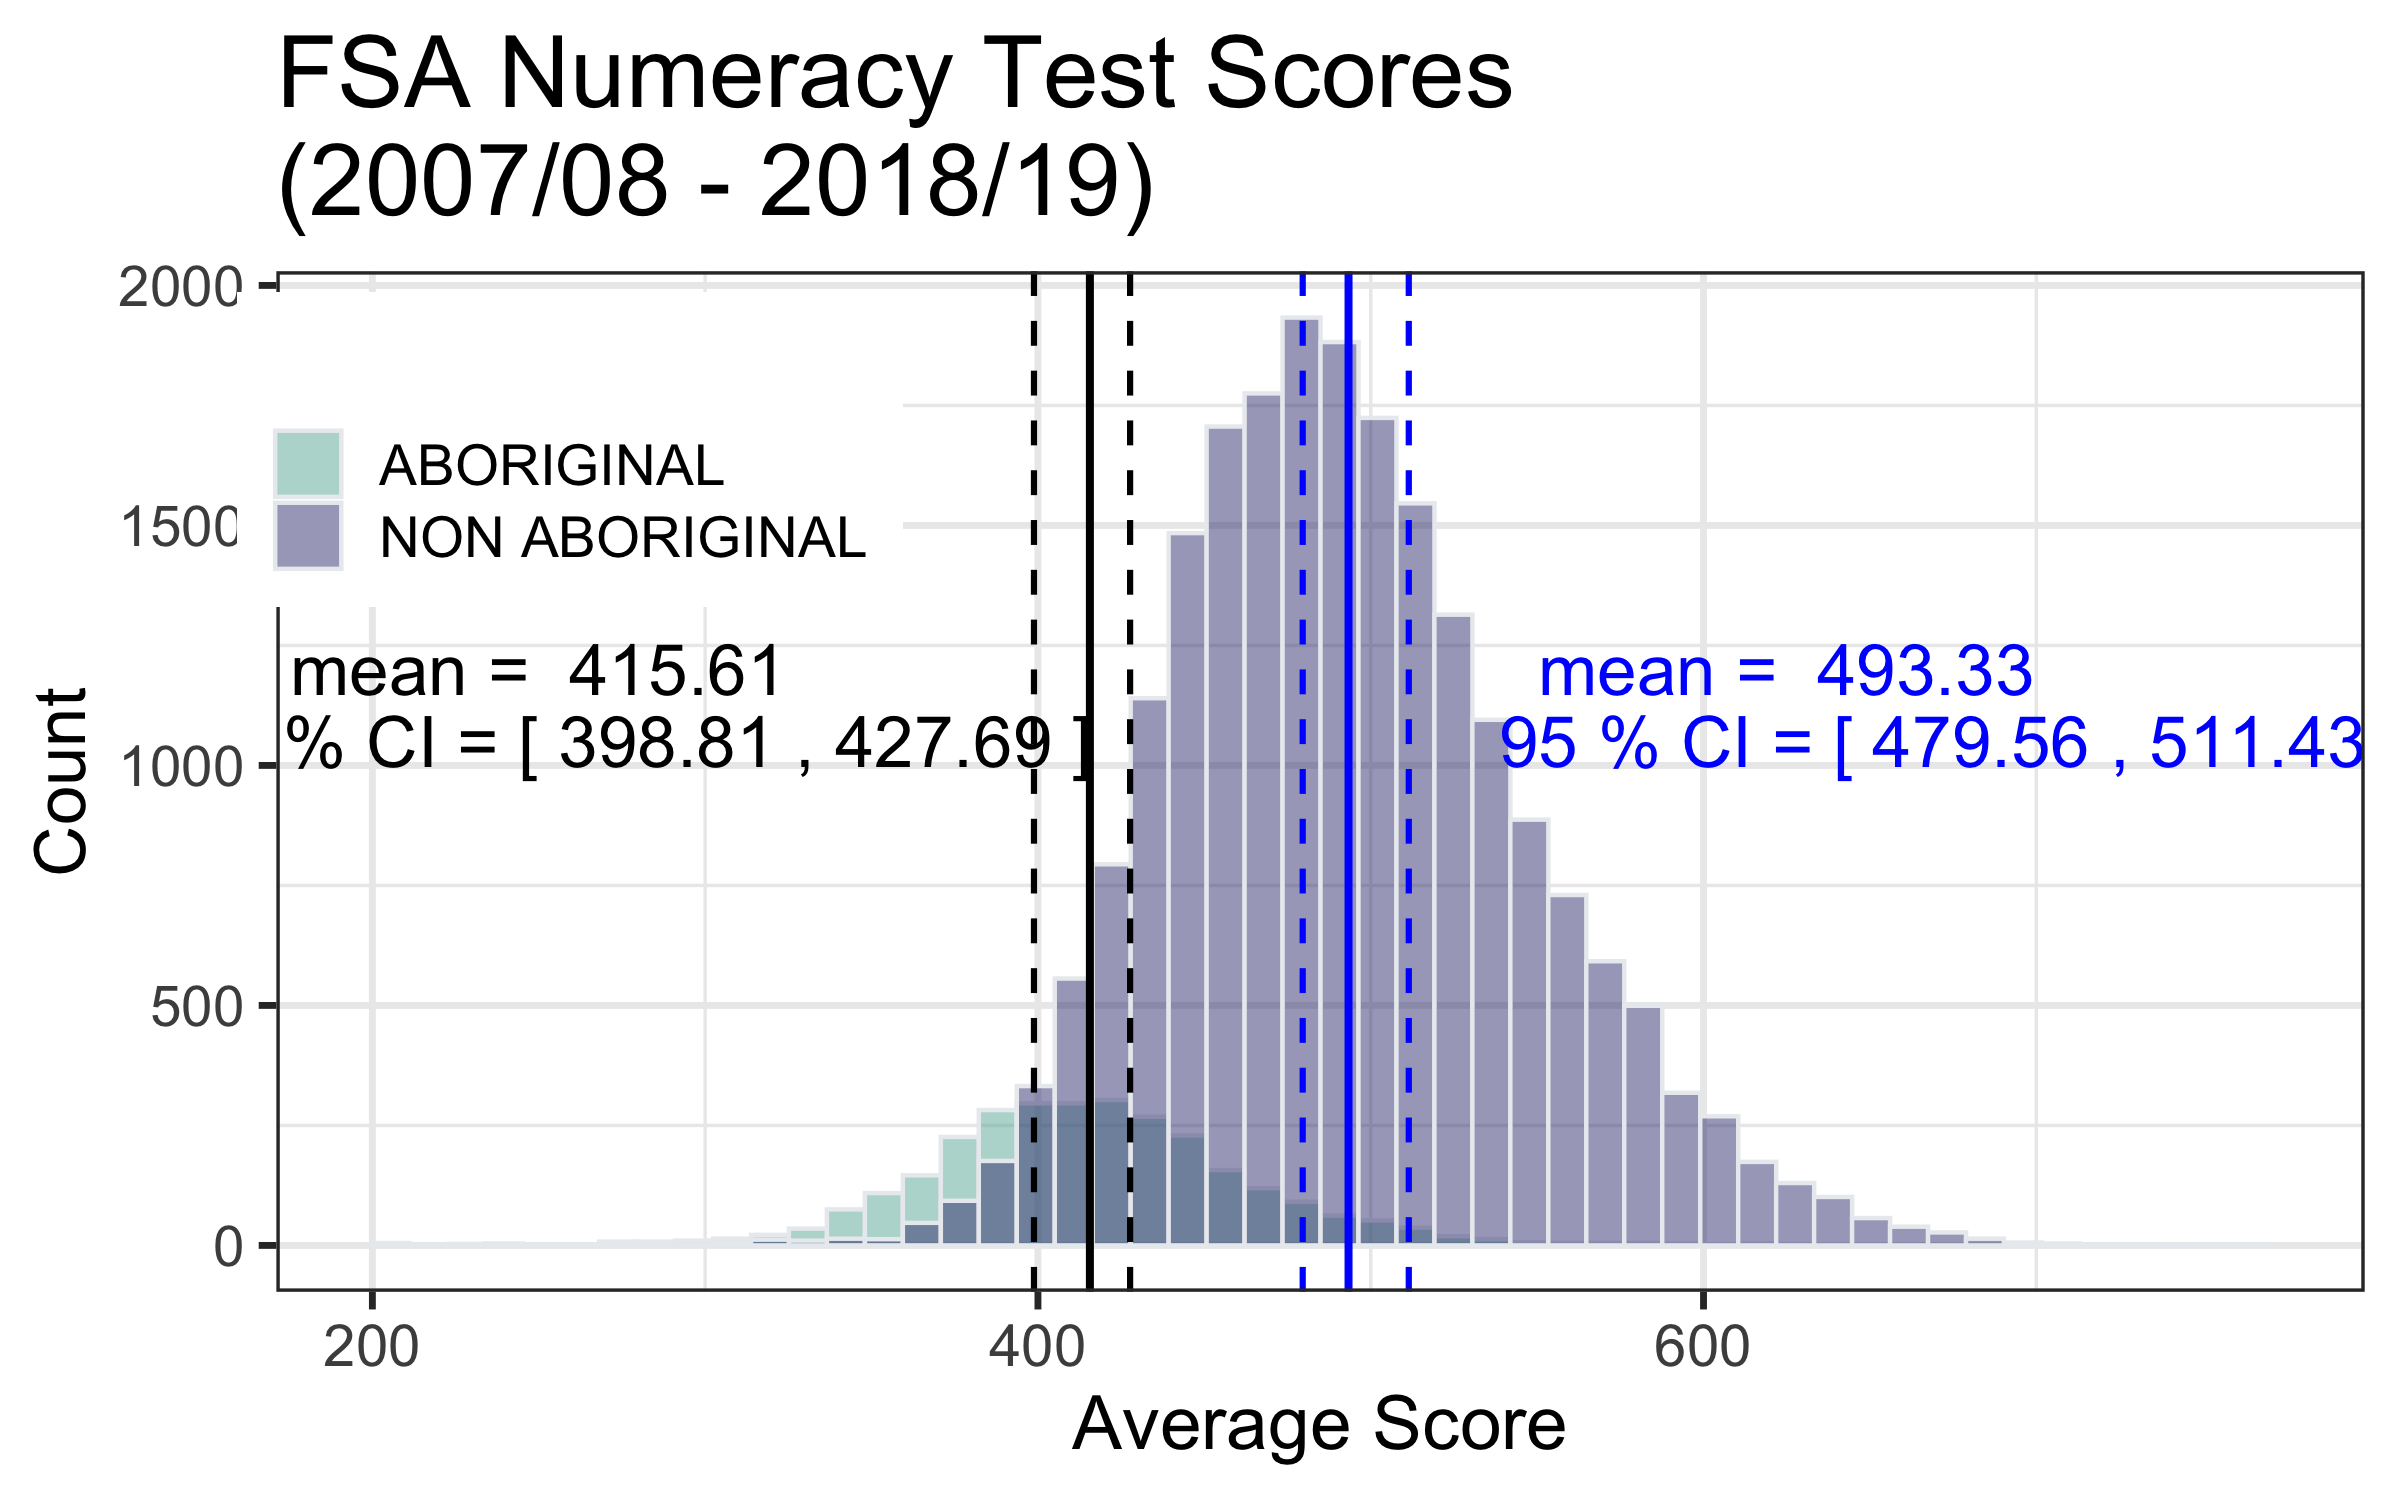 FSA Numeracy Test Scores
(2007/08 - 2018/19)
2000
1500
1000
500
0
Count
ABORIGINAL
NON ABORIGINAL
mean = 415.61
% CI = [ 398.81 , 427.69 ]
mean = 493.33
95 % CI = [ 479.56 , 511.43
200
400
600
Average Score